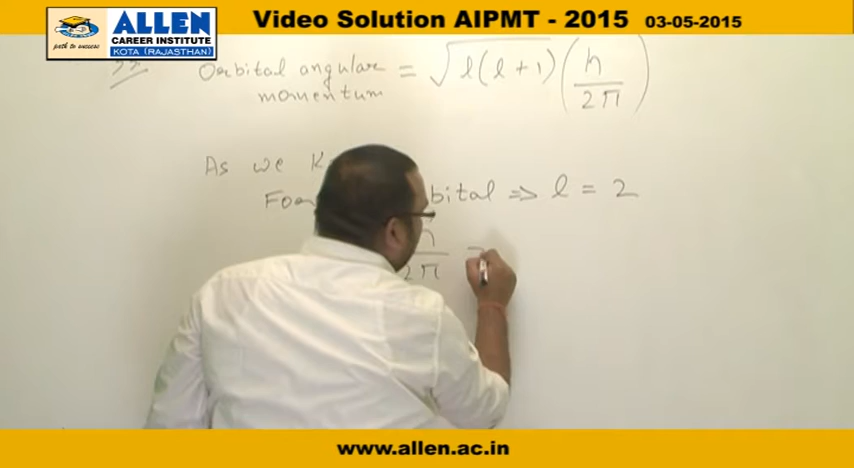 Video Solution AIPMT - 2015 03-05-2015
path to success
ALLEN
CAREER INSTITUTE
KOTA (RAJASTHAN)
Orbital angular = √l(l+1) (h/2π)
momentum
As we
For bital ⇒ l = 2
2π
www.allen.ac.in